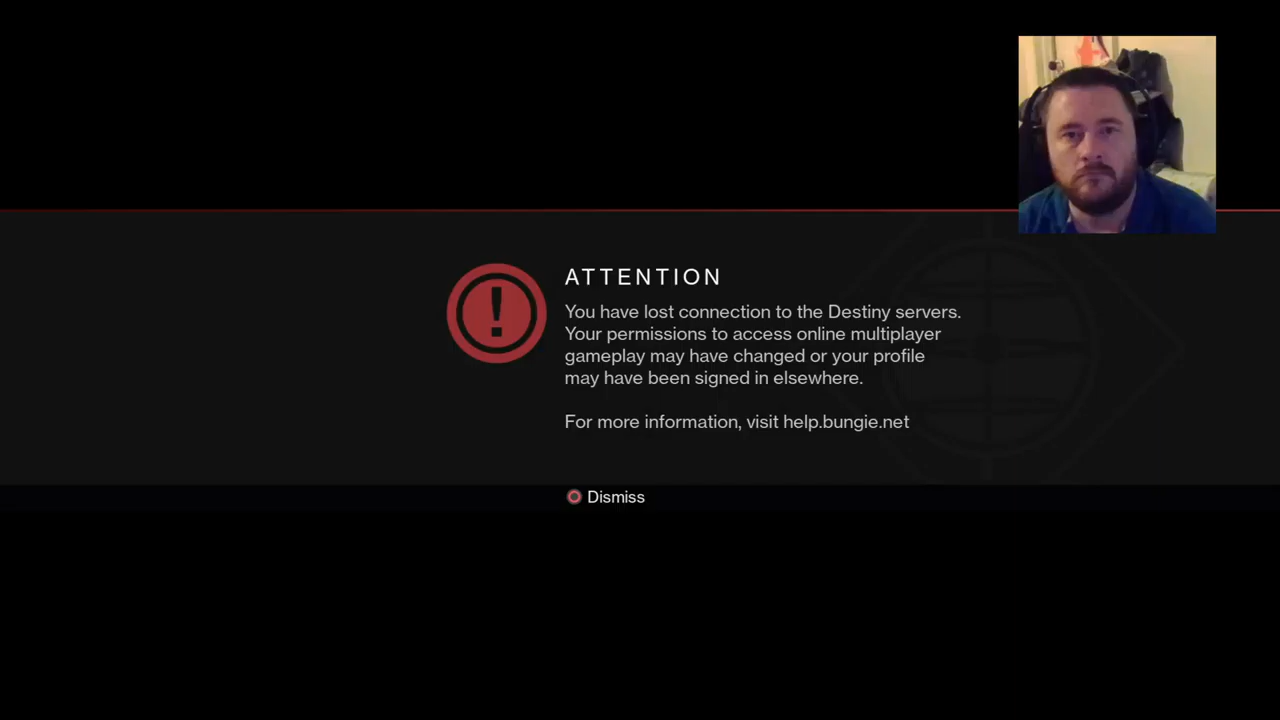 ATTENTION
You have lost connection to the Destiny servers.
Your permissions to access online multiplayer
gameplay may have changed or your profile
may have been signed in elsewhere.
For more information, visit help.bungie.net
Dismiss